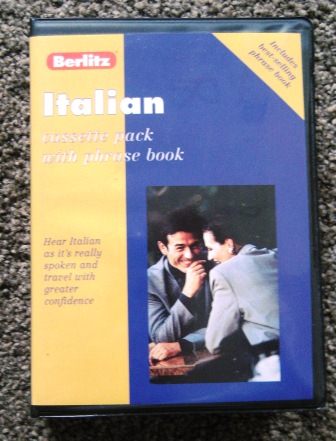 Berlitz
Includes
best-selling
phrase book
Italian
cassette pack
with phrase book
Hear Italian
as it's really
spoken and
travel with
greater
confidence